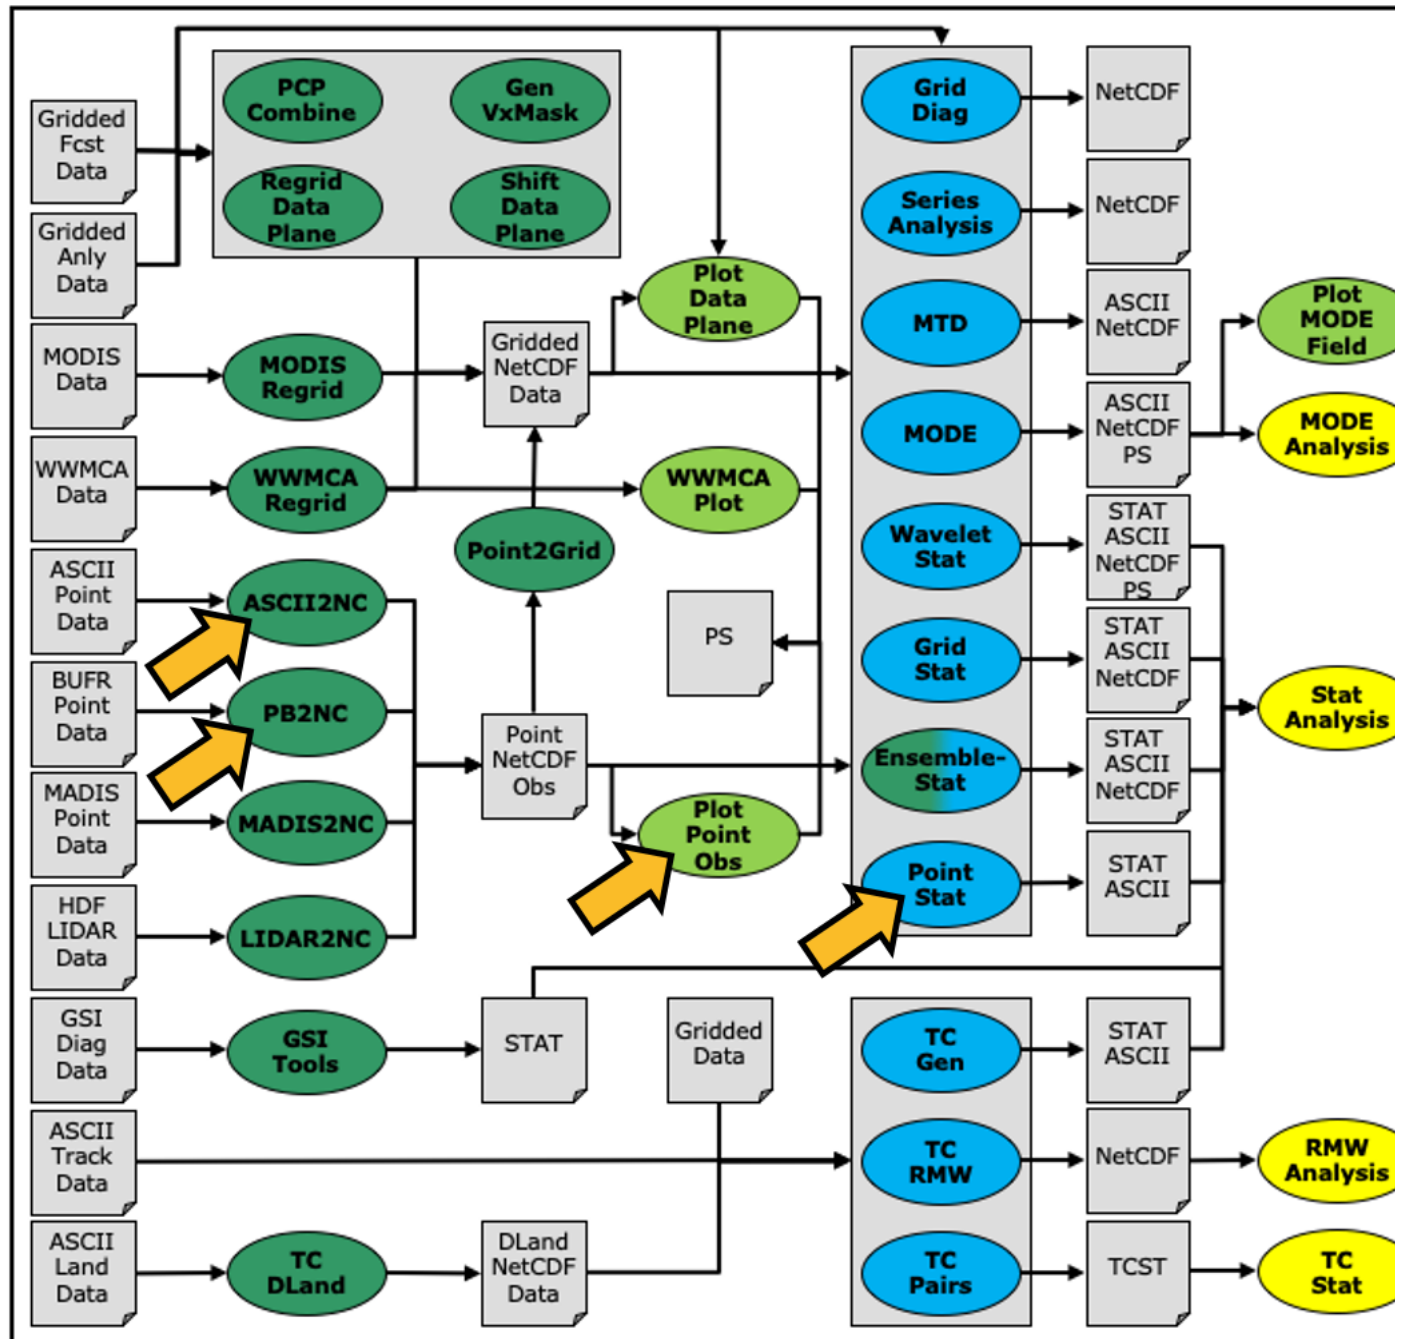 Gridded
Fcst
Data
Gridded
Anly
Data
MODIS
Data
WWMCA
Data
ASCII
Point
Data
BUFR
Point
Data
MADIS
Point
Data
HDF
LIDAR
Data
GSI
Diag
Data
ASCII
Track
Data
ASCII
Land
Data
PCP
Combine
Gen
VxMask
Regrid
Data
Plane
Shift
Data
Plane
MODIS
Regrid
WWMCA
Regrid
ASCII2NC
PB2NC
MADIS2NC
LIDAR2NC
GSI
Tools
TC
DLand
Gridded
NetCDF
Data
Point2Grid
Point
NetCDF
Obs
STAT
DLand
NetCDF
Data
Plot
Data
Plane
WWMCA
Plot
PS
Plot
Point
Obs
Gridded
Data
Grid
Diag
Series
Analysis
MTD
MODE
Wavelet
Stat
Grid
Stat
Ensemble-
Stat
Point
Stat
TC
Gen
TC
RMW
TC
Pairs
NetCDF
NetCDF
ASCII
NetCDF
ASCII
NetCDF
PS
STAT
ASCII
NetCDF
PS
STAT
ASCII
NetCDF
STAT
ASCII
NetCDF
STAT
ASCII
STAT
ASCII
NetCDF
TCST
Plot
MODE
Field
MODE
Analysis
Stat
Analysis
RMW
Analysis
TC
Stat